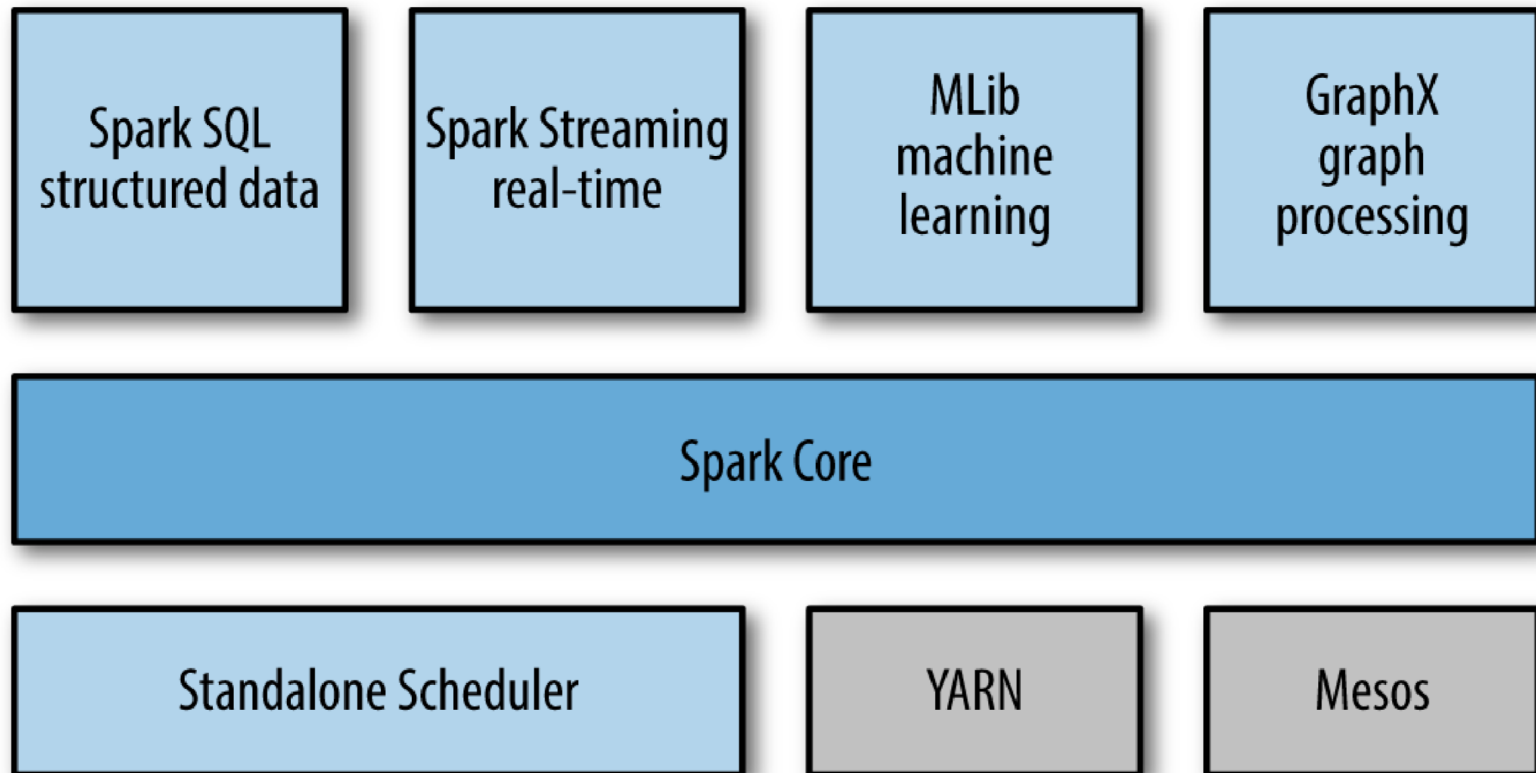 Spark SQL
structured data
Spark Streaming
real-time
MLib
machine
learning
GraphX
graph
processing
Spark Core
Standalone Scheduler
YARN
Mesos